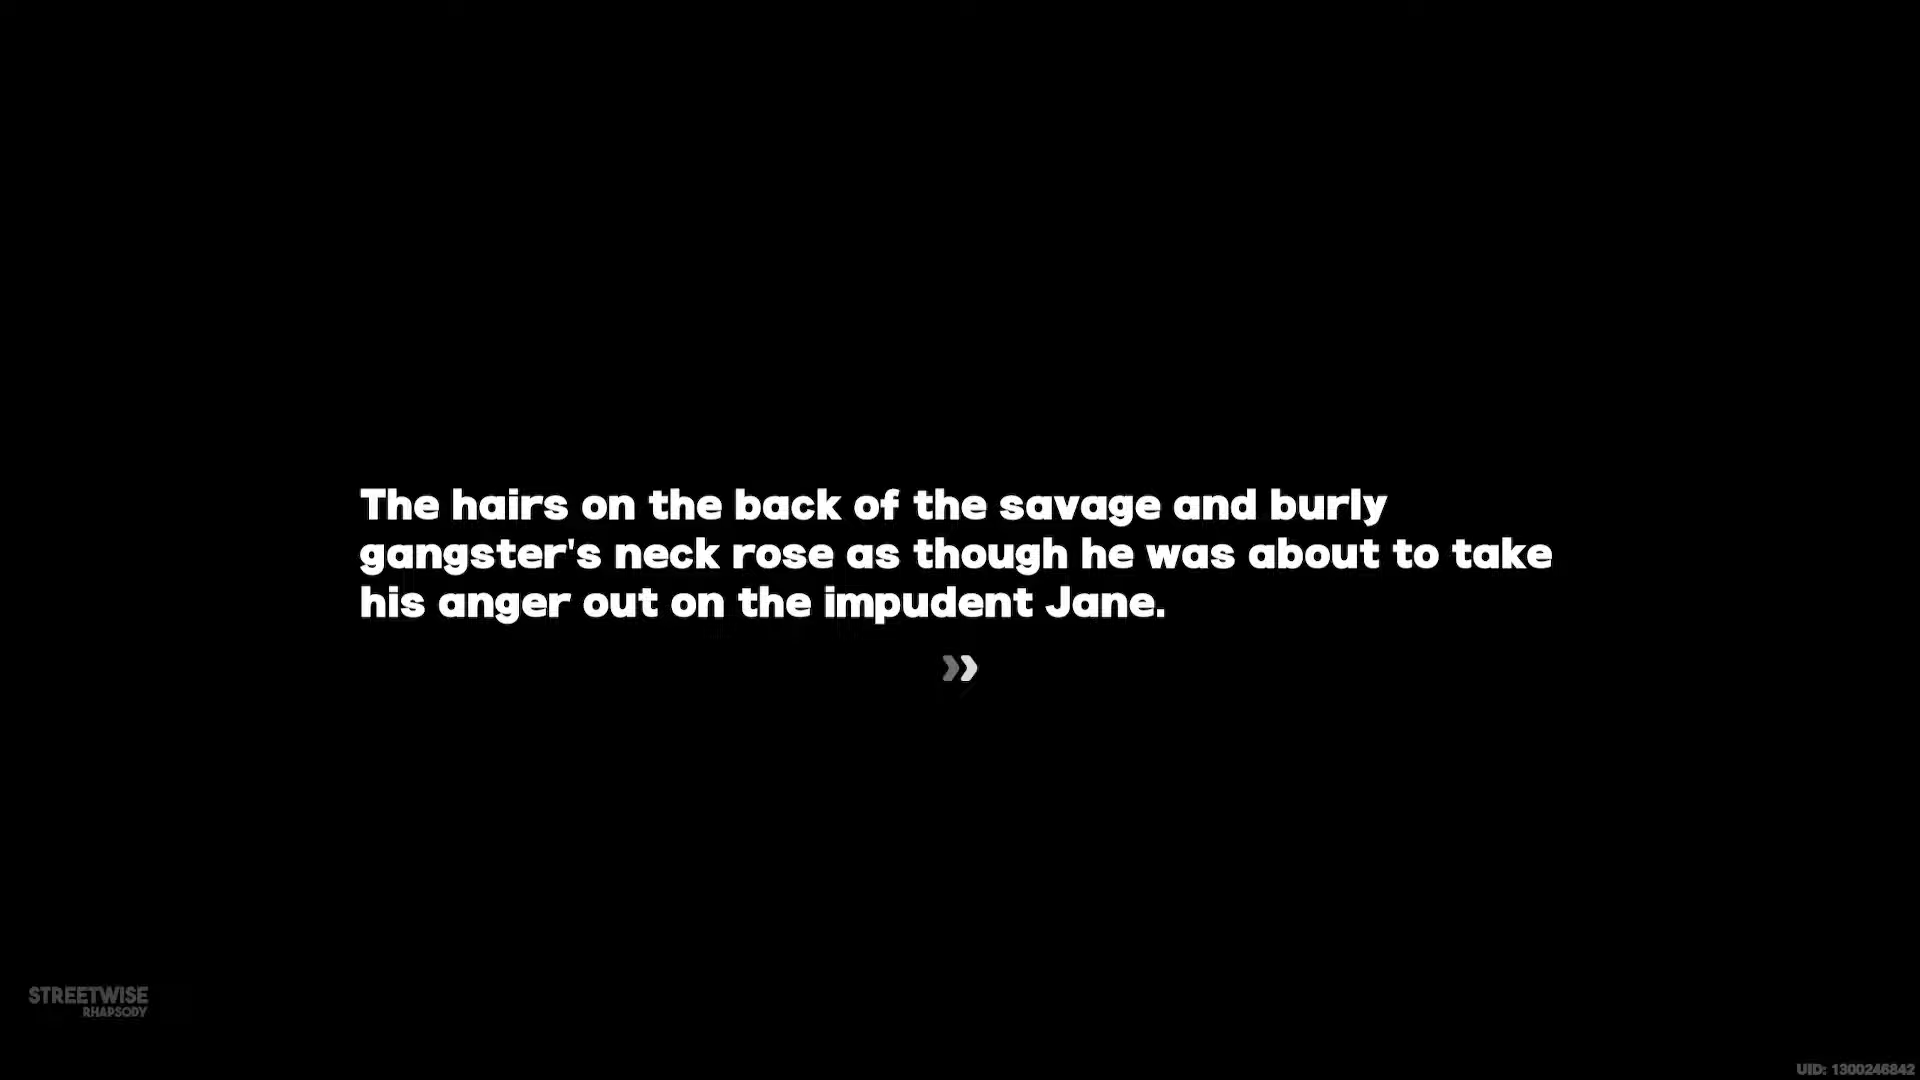 The hairs on the back of the savage and burly
gangster's neck rose as though he was about to take
his anger out on the impudent Jane.
STREETWISE
RHAPSODY
UID: 1300246842